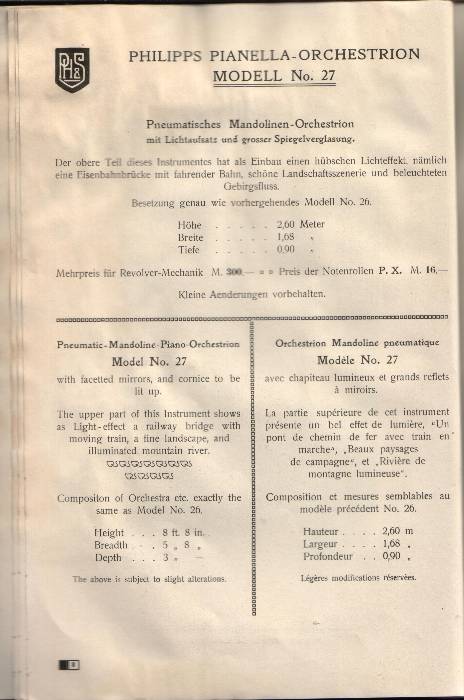 PH&S
PHILIPPS PIANELLA-ORCHESTRION
MODELL No. 27
Pneumatisches Mandolinen-Orchestrion
mit Lichtaufsatz und grosser Spiegelverglasung.
Der obere Teil dieses Instrumentes hat als Einbau einen hübschen Lichteffekt, nämlich
eine Eisenbahnbrücke mit fahrender Bahn, schöne Landschaftsszenerie und beleuchteten
Gebirgsfluss.
Besetzung genau wie vorhergehendes Modell No. 26.
Höhe . . . . . 2,60 Meter
Breite . . . . . 1,68 „
Tiefe . . . . . 0,90 „
Mehrpreis für Revolver-Mechanik M. 300,— Preis der Notenrollen P. X. M. 16,—
Kleine Aenderungen vorbehalten.
Pneumatic-Mandoline-Piano-Orchestrion
Model No. 27
with facetted mirrors, and cornice to be
lit up.
The upper part of this Instrument shows
as Light-effect a railway bridge with
moving train, a fine landscape, and
illuminated mountain river.
Compositon of Orchestra etc. exactly the
same as Model No. 26.
Height . . . 8 ft. 8 in.
Breadth . . . 5 „ 8 „
Depth . . . 3 „ —
The above is subject to slight alterations.
Orchestrion Mandoline pneumatique
Modèle No. 27
avec chapiteau lumineux et grands reflets
à miroirs.
La partie supérieure de cet instrument
présente un bel effet de lumière, "Un
pont de chemin de fer avec train en
marche", „Beaux paysages
de campagne", et „Rivière de
montagne lumineuse".
Composition et mesures semblables au
modèle précédent No. 26.
Hauteur . . . . 2,60 m
Largeur . . . . 1,68 „
Profondeur . . 0,90 „
Légères modifications réservées.
8